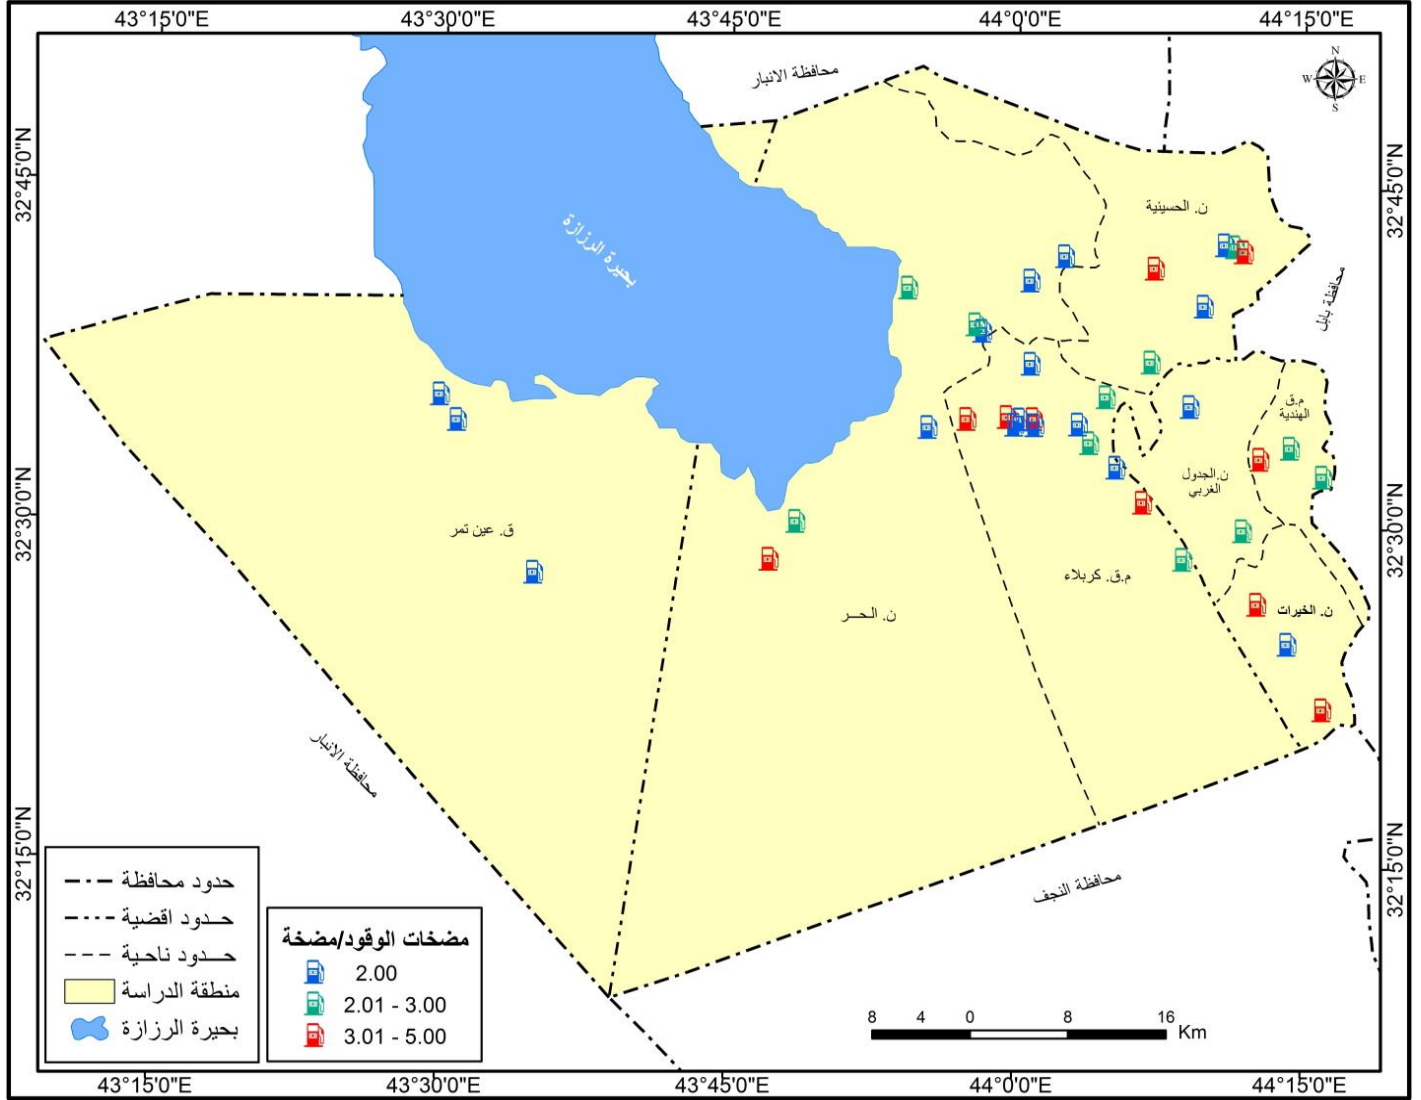 43°15'0"E
43°30'0"E
43°45'0"E
44°0'0"E
44°15'0"E
N
W
E
S
محافظة الانبار
32°45'0"N
32°45'0"N
ن. الحسينية
بحيرة الرزازة
محافظة بابل
م.ق
الهندية
ن.الجدول
الغربي
32°30'0"N
32°30'0"N
ق. عين تمر
م.ق. كربلاء
ن. الحـــر
ن. الخيرات
محافظة الانبار
32°15'0"N
32°15'0"N
محافظة النجف
حدود محافظة
حــدود اقضية
حــدود ناحية
منطقة الدراسة
بحيرة الرزازة
مضخات الوقود/مضخة
2.00
2.01 - 3.00
3.01 - 5.00
8 4 0 8 16
Km
43°15'0"E
43°30'0"E
43°45'0"E
44°0'0"E
44°15'0"E